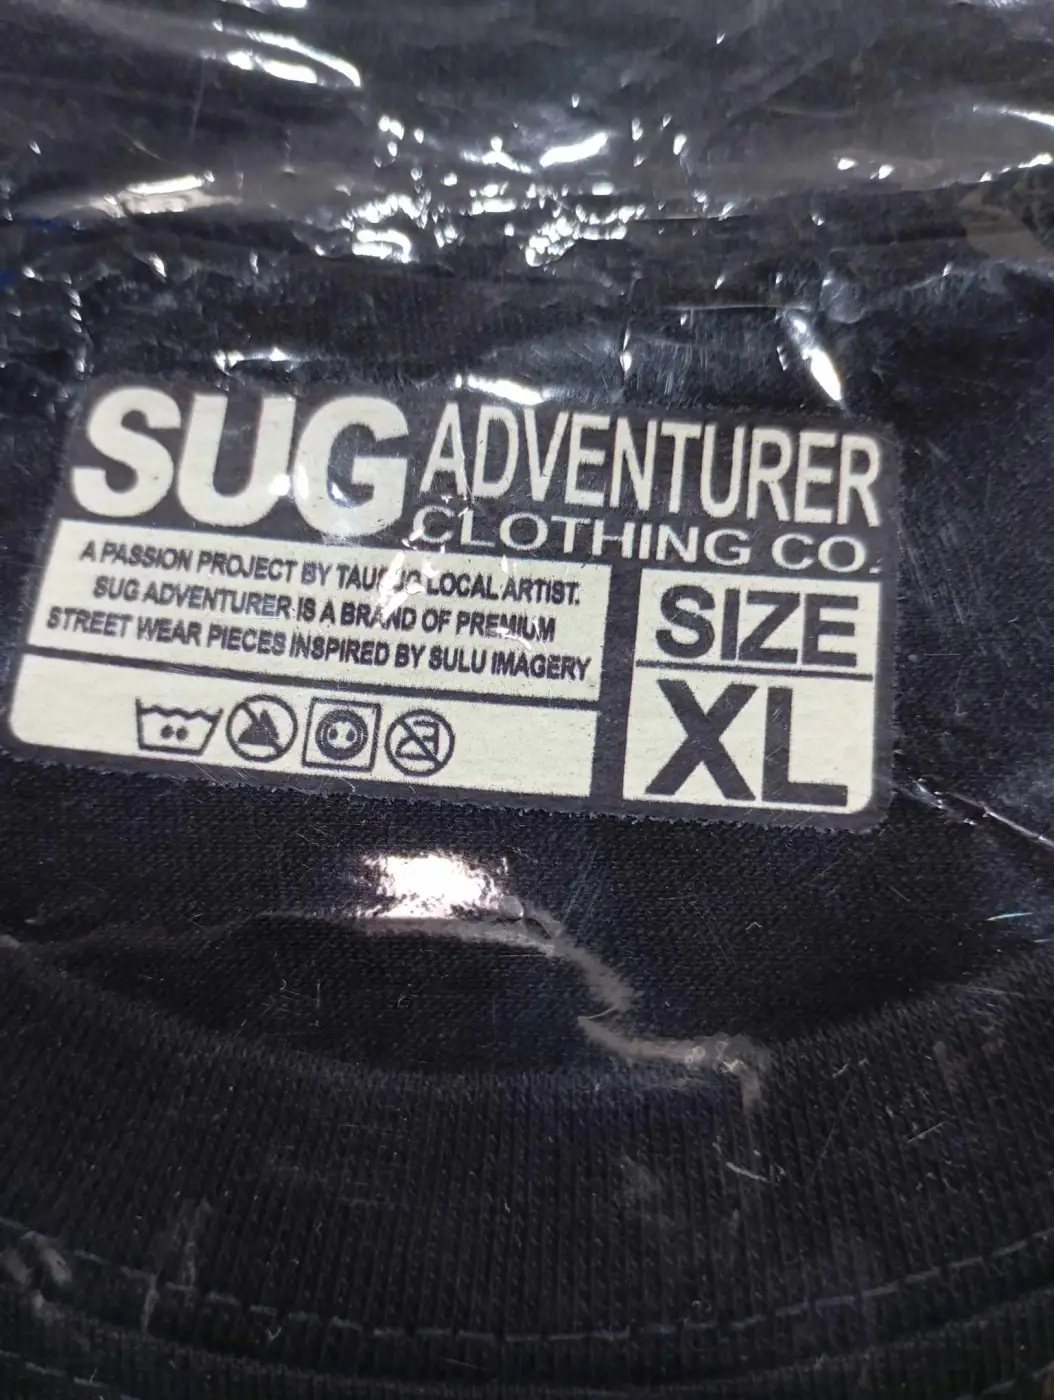 SUG ADVENTURER
CLOTHING CO.
A PASSION PROJECT BY LOCAL ARTIST.
SUG ADVENTURER IS A BRAND OF PREMIUM
STREET WEAR PIECES INSPIRED BY SULU IMAGERY
SIZE
XL